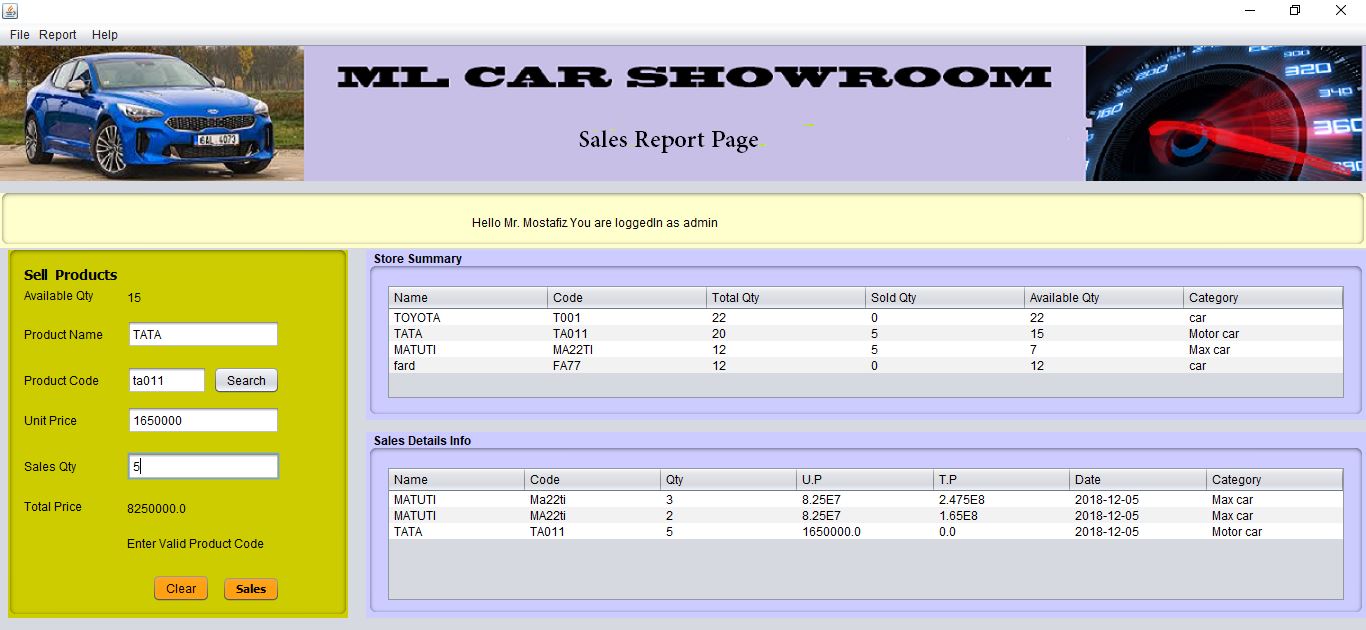 File Report Help
ML CAR SHOWROOM
Sales Report Page
6AL 4073
160
200
300
320
340
360
Hello Mr. Mostafiz You are loggedIn as admin
Sell Products
Available Qty 15
Product Name TATA
Product Code ta011 Search
Unit Price 1650000
Sales Qty 5
Total Price 8250000.0
Enter Valid Product Code
Clear Sales
Store Summary
Name Code Total Qty Sold Qty Available Qty Category
TOYOTA T001 22 0 22 car
TATA TA011 20 5 15 Motor car
MATUTI MA22TI 12 5 7 Max car
fard FA77 12 0 12 car
Sales Details Info
Name Code Qty U.P T.P Date Category
MATUTI Ma22ti 3 8.25E7 2.475E8 2018-12-05 Max car
MATUTI MA22ti 2 8.25E7 1.65E8 2018-12-05 Max car
TATA TA011 5 1650000.0 0.0 2018-12-05 Motor car